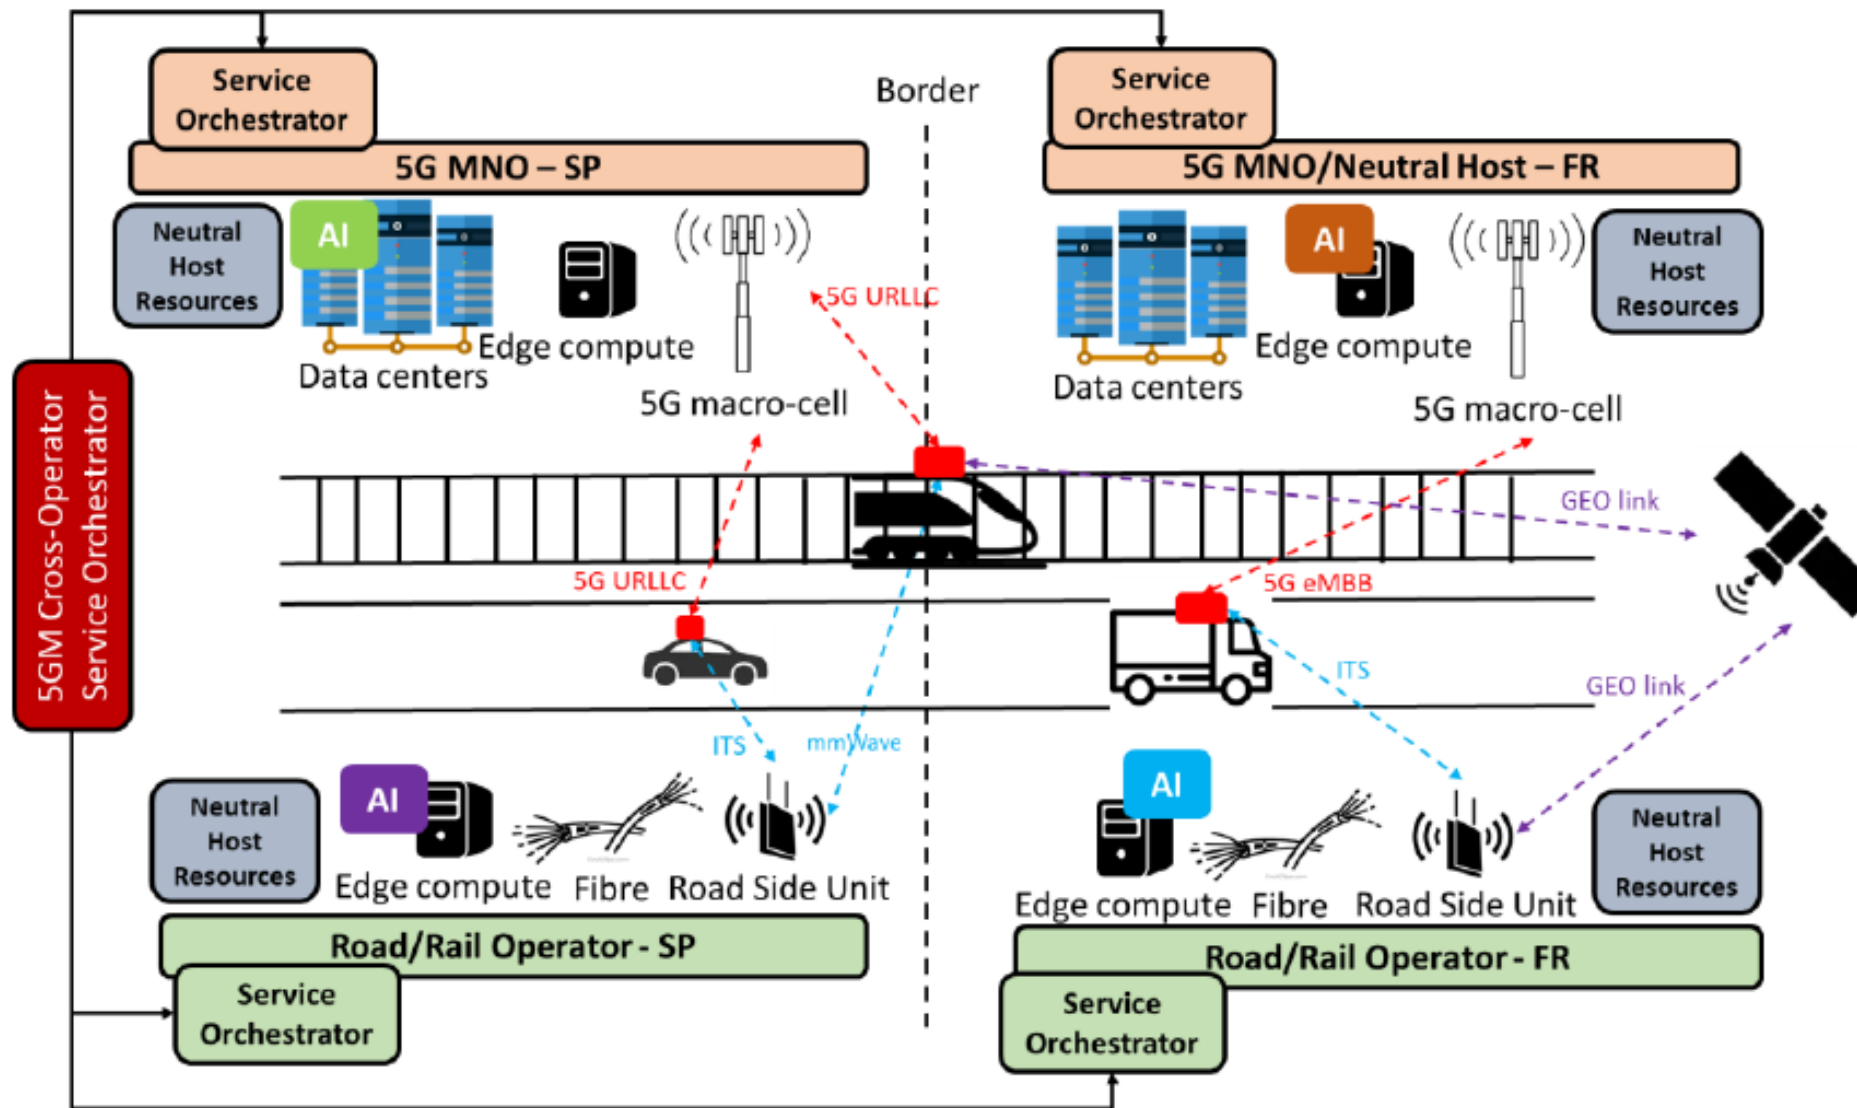 Service
Orchestrator
5G MNO – SP
Border
Service
Orchestrator
5G MNO/Neutral Host – FR
Neutral
Host
Resources
AI
Edge compute
Data centers
5G macro-cell
5G URLLC
AI
Edge compute
Data centers
5G macro-cell
Neutral
Host
Resources
5GM Cross-Operator
Service Orchestrator
5G URLLC
GEO link
5G eMBB
ITS
mmWave
ITS
GEO link
Neutral
Host
Resources
AI
Edge compute
Fibre
Road Side Unit
Road/Rail Operator - SP
Service
Orchestrator
AI
Edge compute
Fibre
Road Side Unit
Neutral
Host
Resources
Road/Rail Operator - FR
Service
Orchestrator